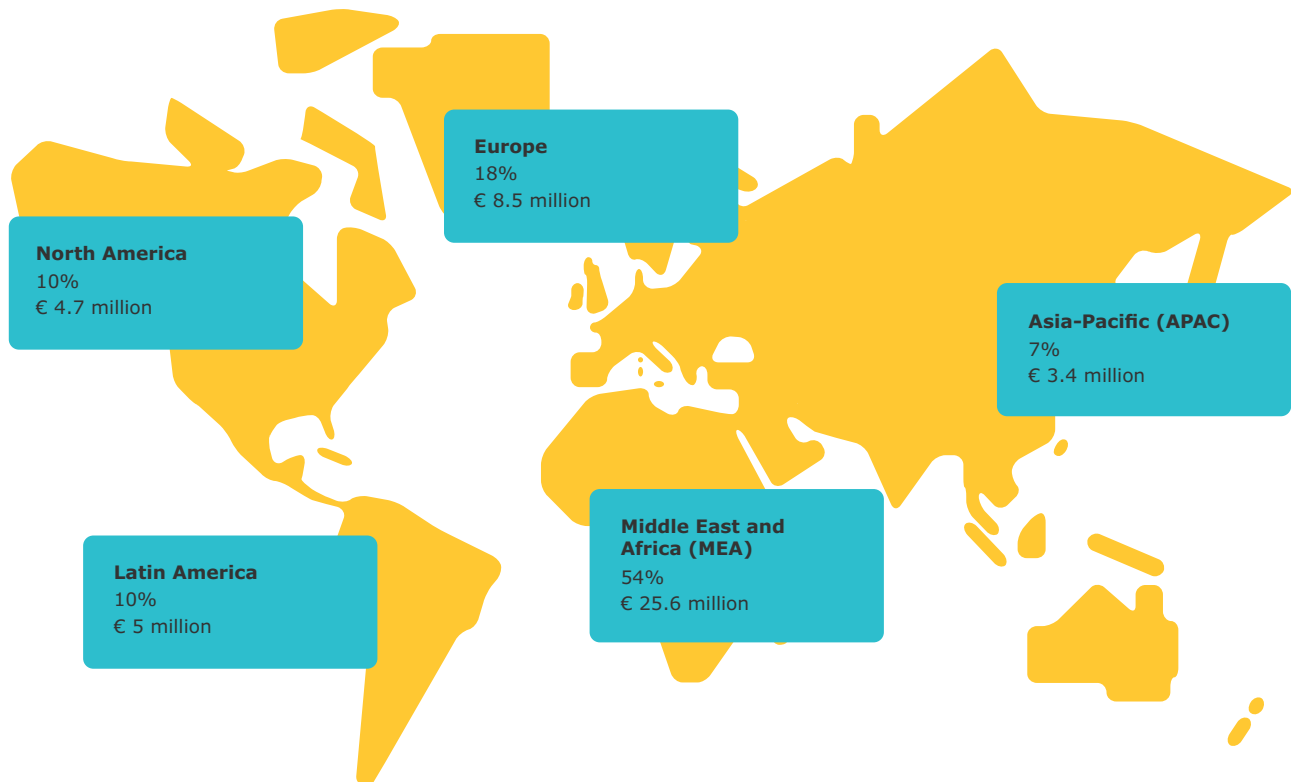 Europe
18%
€ 8.5 million
North America
10%
€ 4.7 million
Asia-Pacific (APAC)
7%
€ 3.4 million
Middle East and
Africa (MEA)
54%
€ 25.6 million
Latin America
10%
€ 5 million